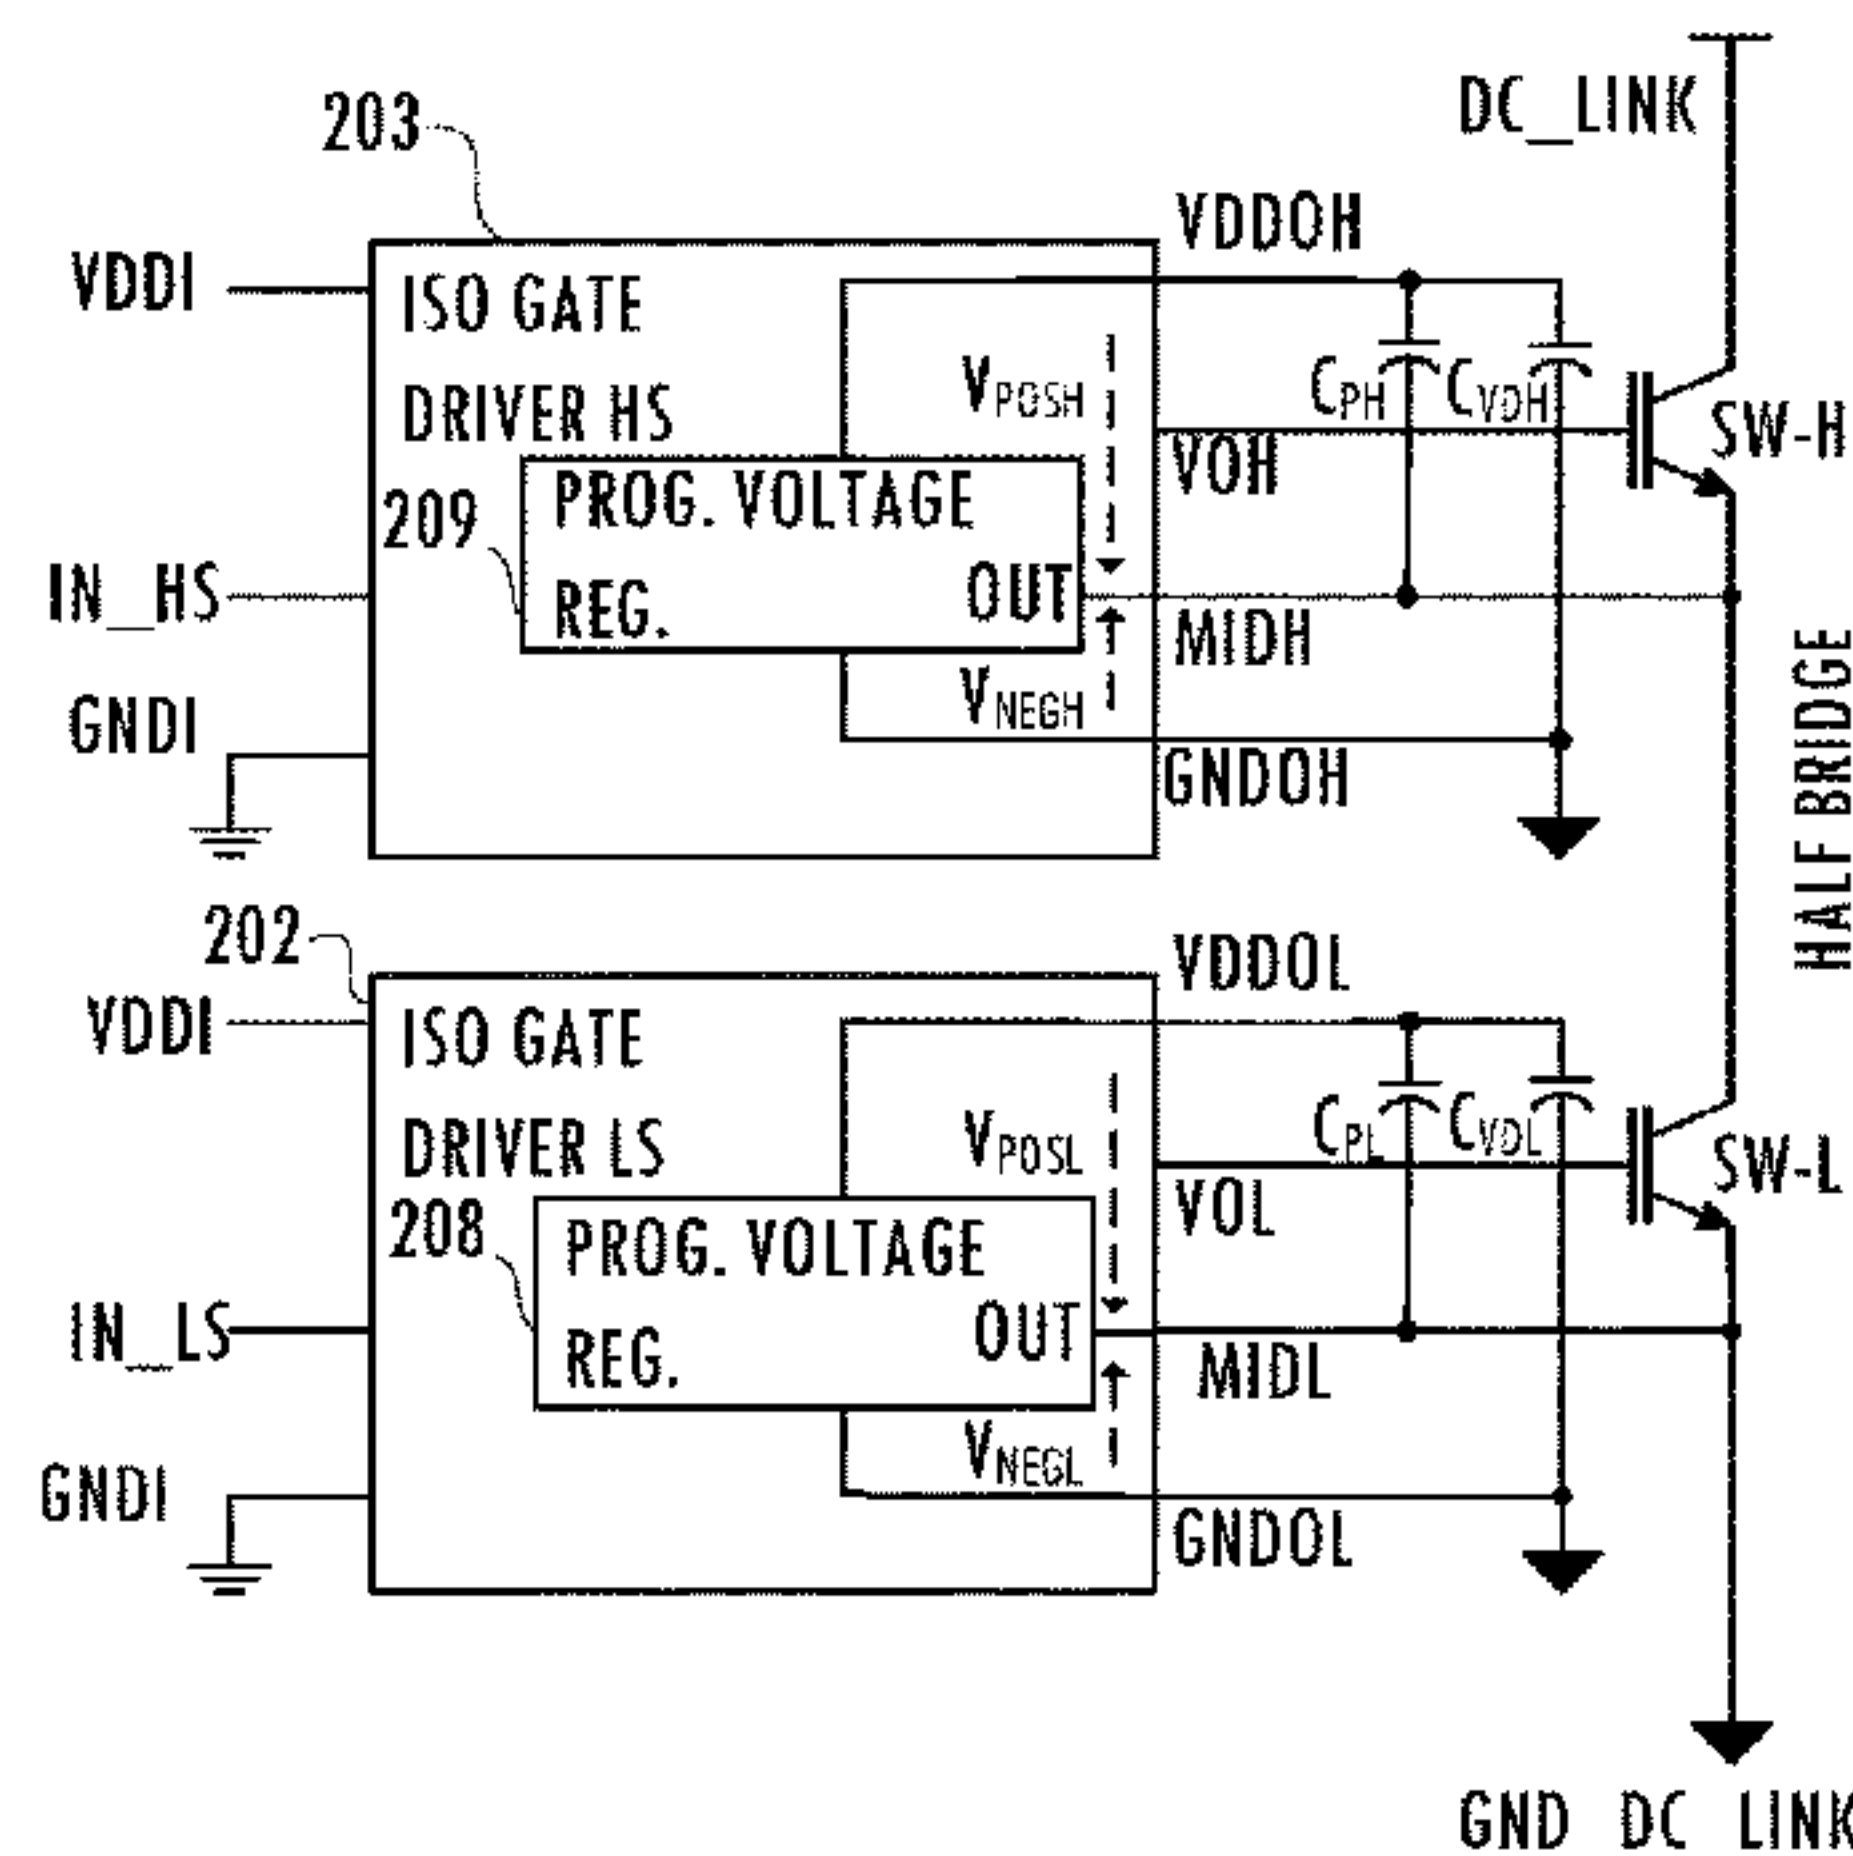 DC_LINK
203
VDDOH
VDDI
ISO GATE
DRIVER HS
VPOSH
CPH
CVDH
SW-H
VOH
209
PROG. VOLTAGE
REG.
OUT
IN_HS
MIDH
VNEGH
GNDI
GNDOH
HALF BRIDGE
202
VDDOL
VDDI
ISO GATE
DRIVER LS
VPOSL
CPL
CVDL
SW-L
VOL
208
PROG. VOLTAGE
REG.
OUT
IN_LS
MIDL
VNEGL
GNDI
GNDOL
GND DC LINK